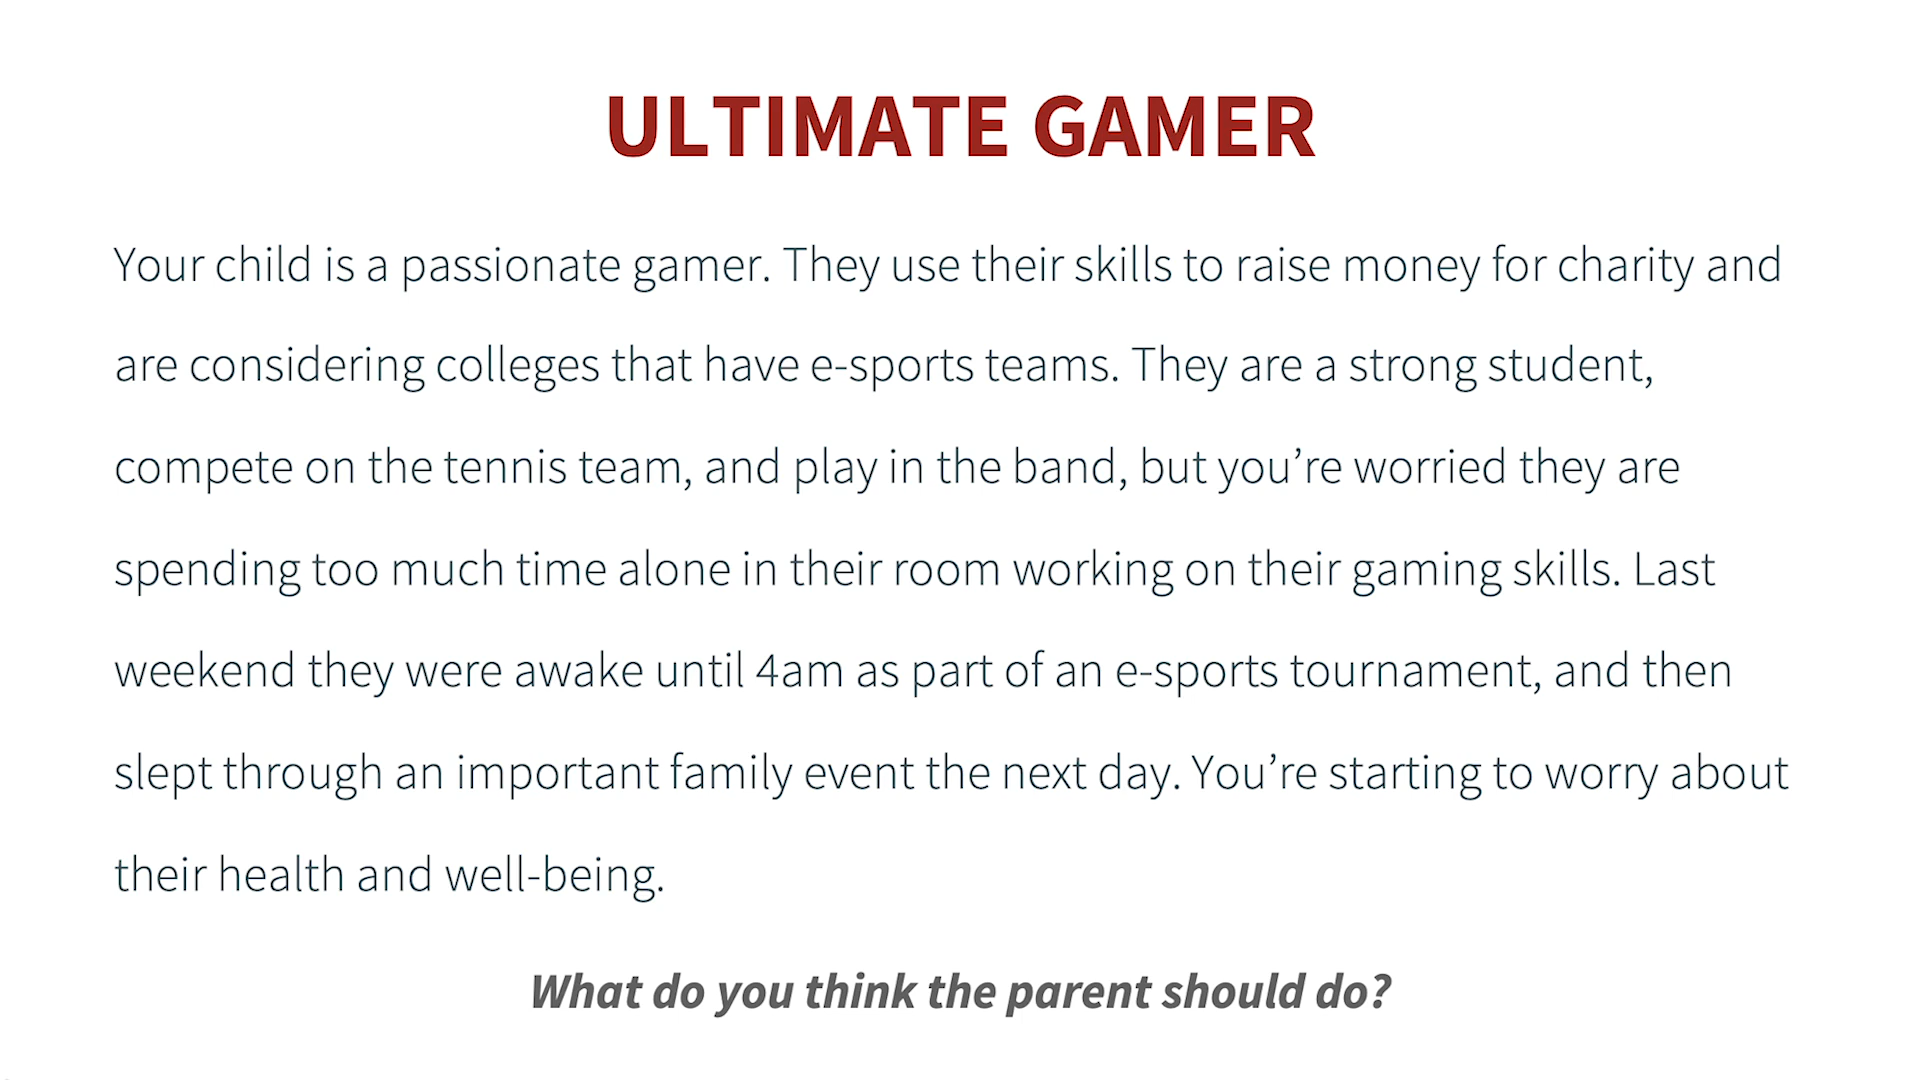 ULTIMATE GAMER
Your child is a passionate gamer. They use their skills to raise money for charity and
are considering colleges that have e-sports teams. They are a strong student,
compete on the tennis team, and play in the band, but you’re worried they are
spending too much time alone in their room working on their gaming skills. Last
weekend they were awake until 4am as part of an e-sports tournament, and then
slept through an important family event the next day. You’re starting to worry about
their health and well-being.
What do you think the parent should do?